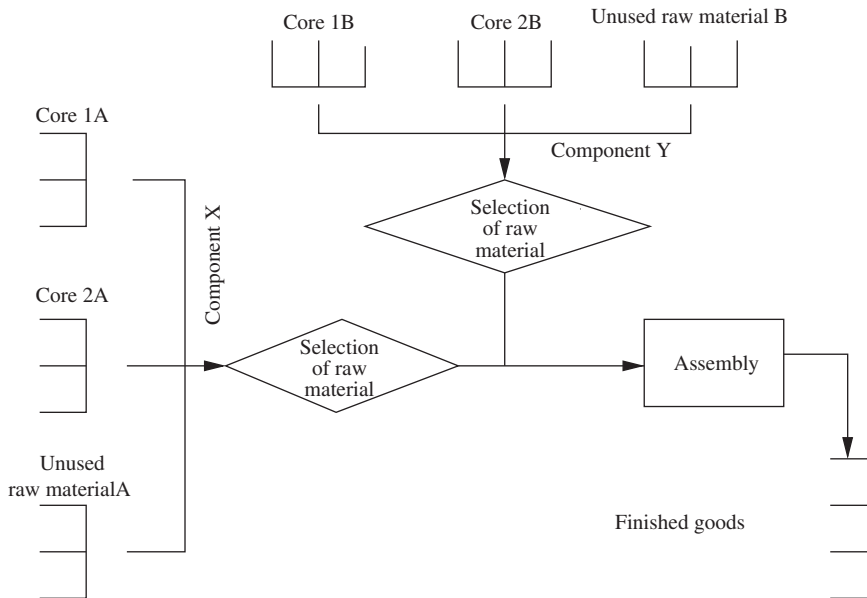 Core 1B
Core 2B
Unused raw material B
Core 1A
Component Y
Component X
Selection
of raw
material
Core 2A
Selection
of raw
material
Assembly
Unused
raw materialA
Finished goods